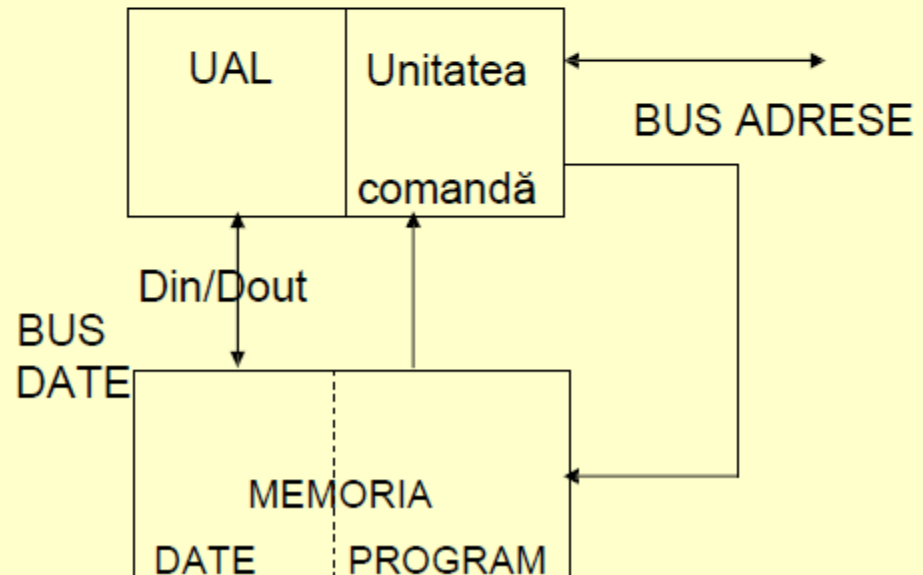 UAL
Unitatea
comandă
BUS ADRESE
Din/Dout
BUS
DATE
MEMORIA
DATE
PROGRAM